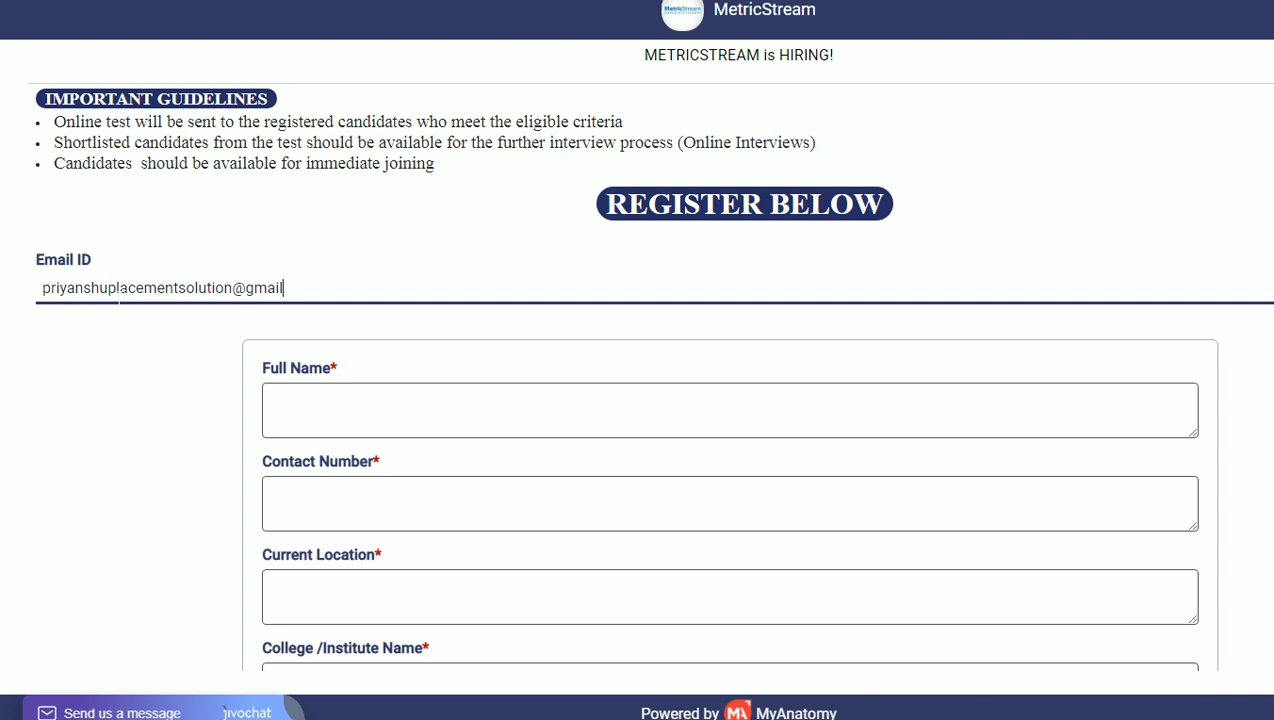 MetricStream
MetricStream
METRICSTREAM is HIRING!
IMPORTANT GUIDELINES
• Online test will be sent to the registered candidates who meet the eligible criteria
• Shortlisted candidates from the test should be available for the further interview process (Online Interviews)
• Candidates should be available for immediate joining
REGISTER BELOW
Email ID
priyanshuplacementsolution@gmail
Full Name*
Contact Number*
Current Location*
College /Institute Name*
Send us a message
jivochat
Powered by MA MyAnatomy